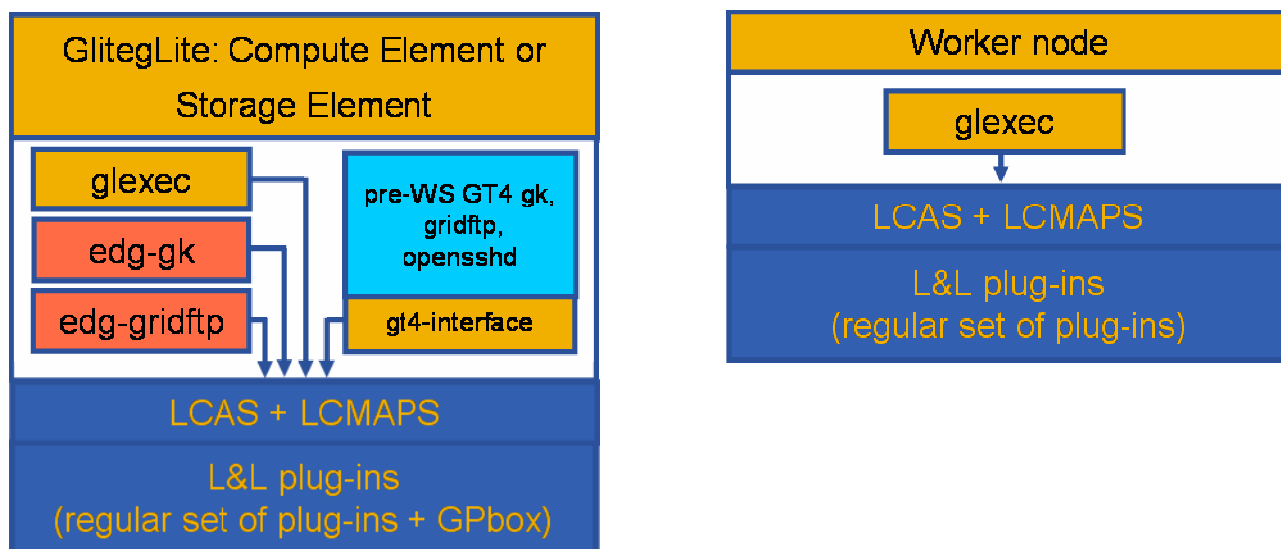 GlitegLite: Compute Element or
Storage Element
glexec
edg-gk
edg-gridftp
pre-WS GT4 gk,
gridftp,
opensshd
gt4-interface
LCAS + LCMAPS
L&L plug-ins
(regular set of plug-ins + GPbox)
Worker node
glexec
LCAS + LCMAPS
L&L plug-ins
(regular set of plug-ins)